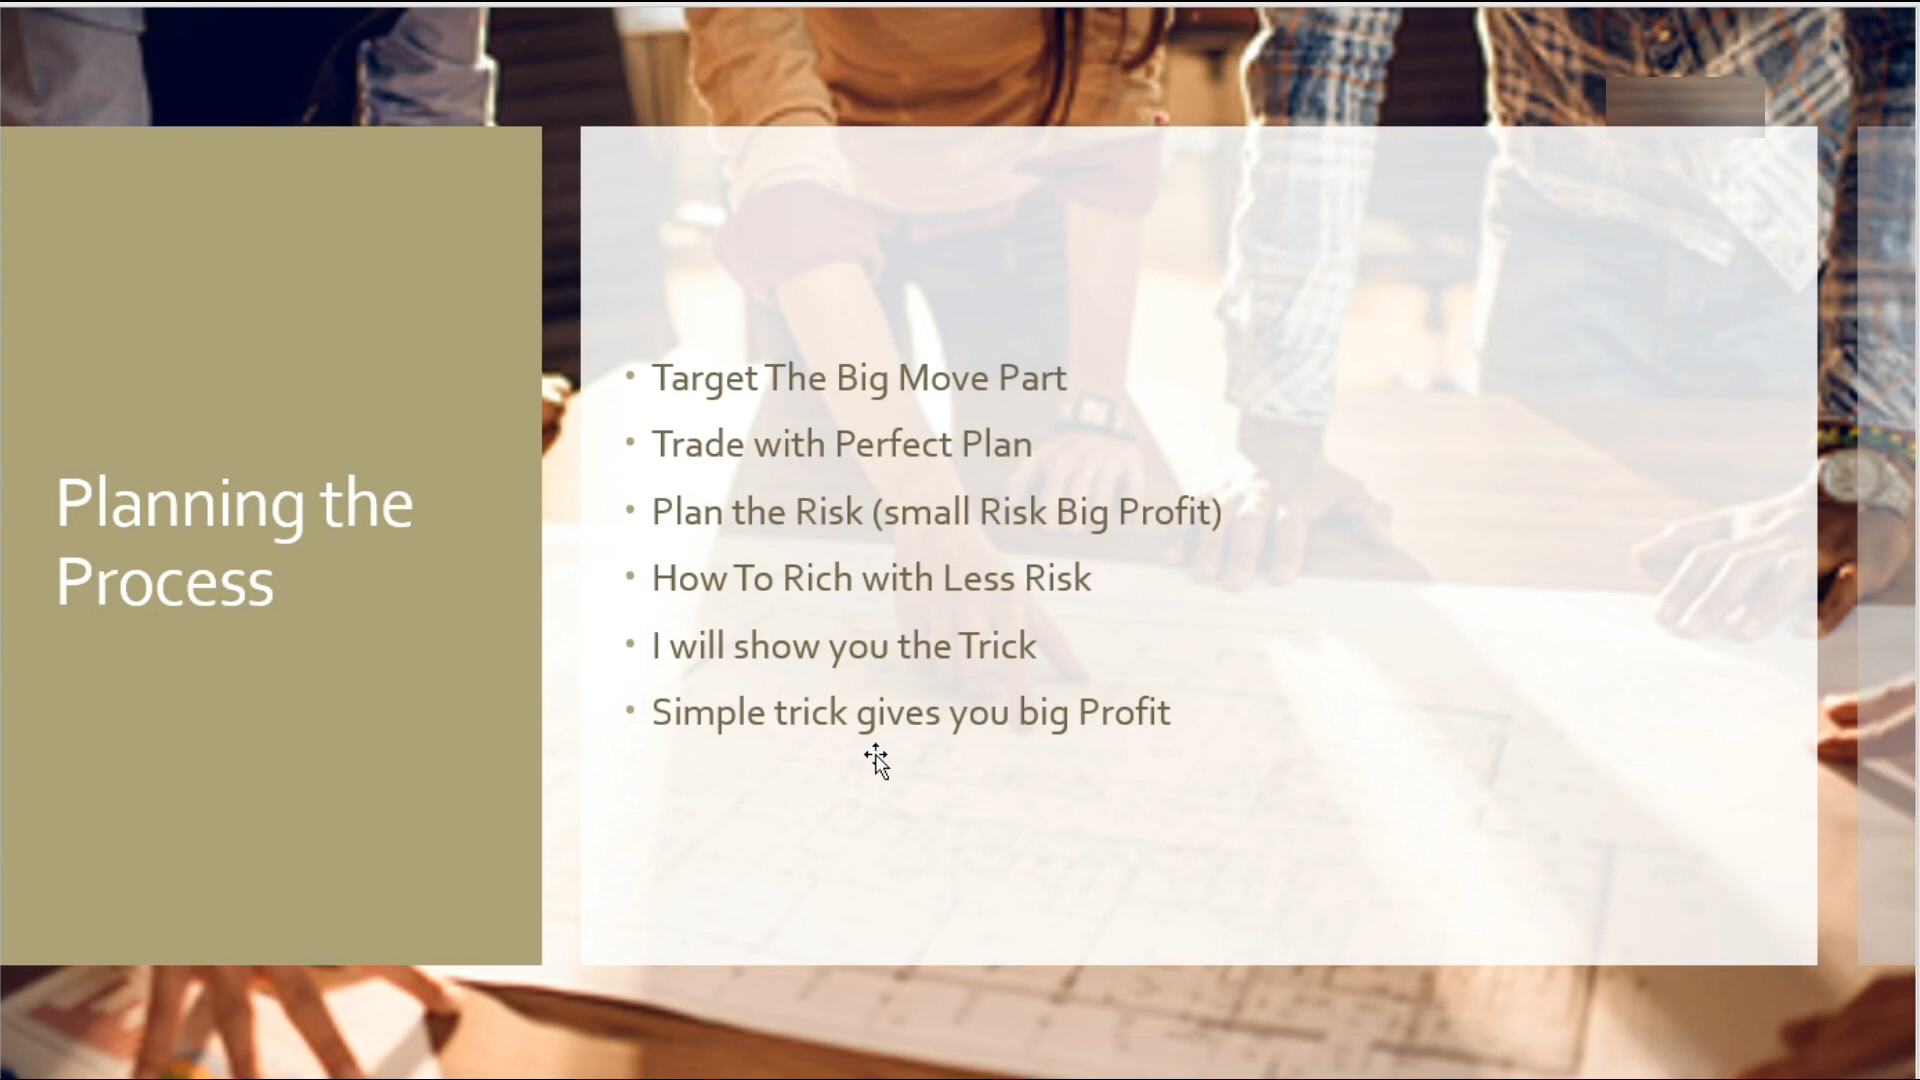 Planning the
Process
• Target The Big Move Part
• Trade with Perfect Plan
• Plan the Risk (small Risk Big Profit)
• How To Rich with Less Risk
• I will show you the Trick
• Simple trick gives you big Profit